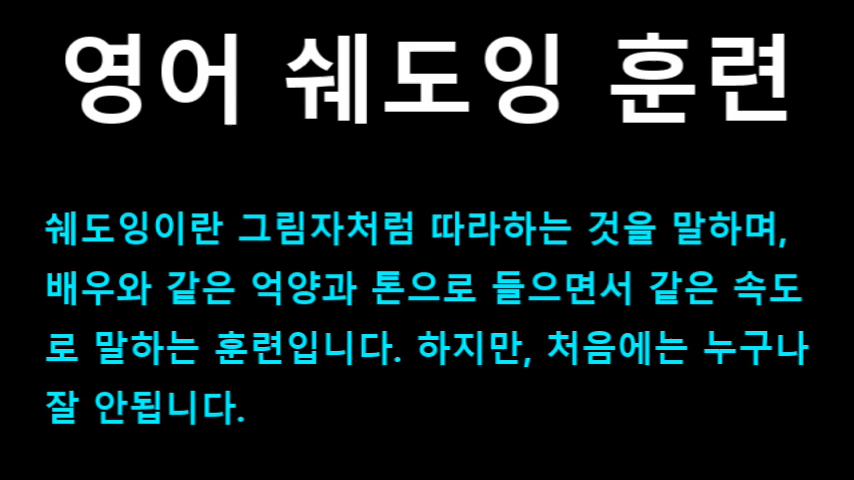 영어 쉐도잉 훈련
쉐도잉이란 그림자처럼 따라하는 것을 말하며,
배우와 같은 억양과 톤으로 들으면서 같은 속도
로 말하는 훈련입니다. 하지만, 처음에는 누구나
잘 안됩니다.